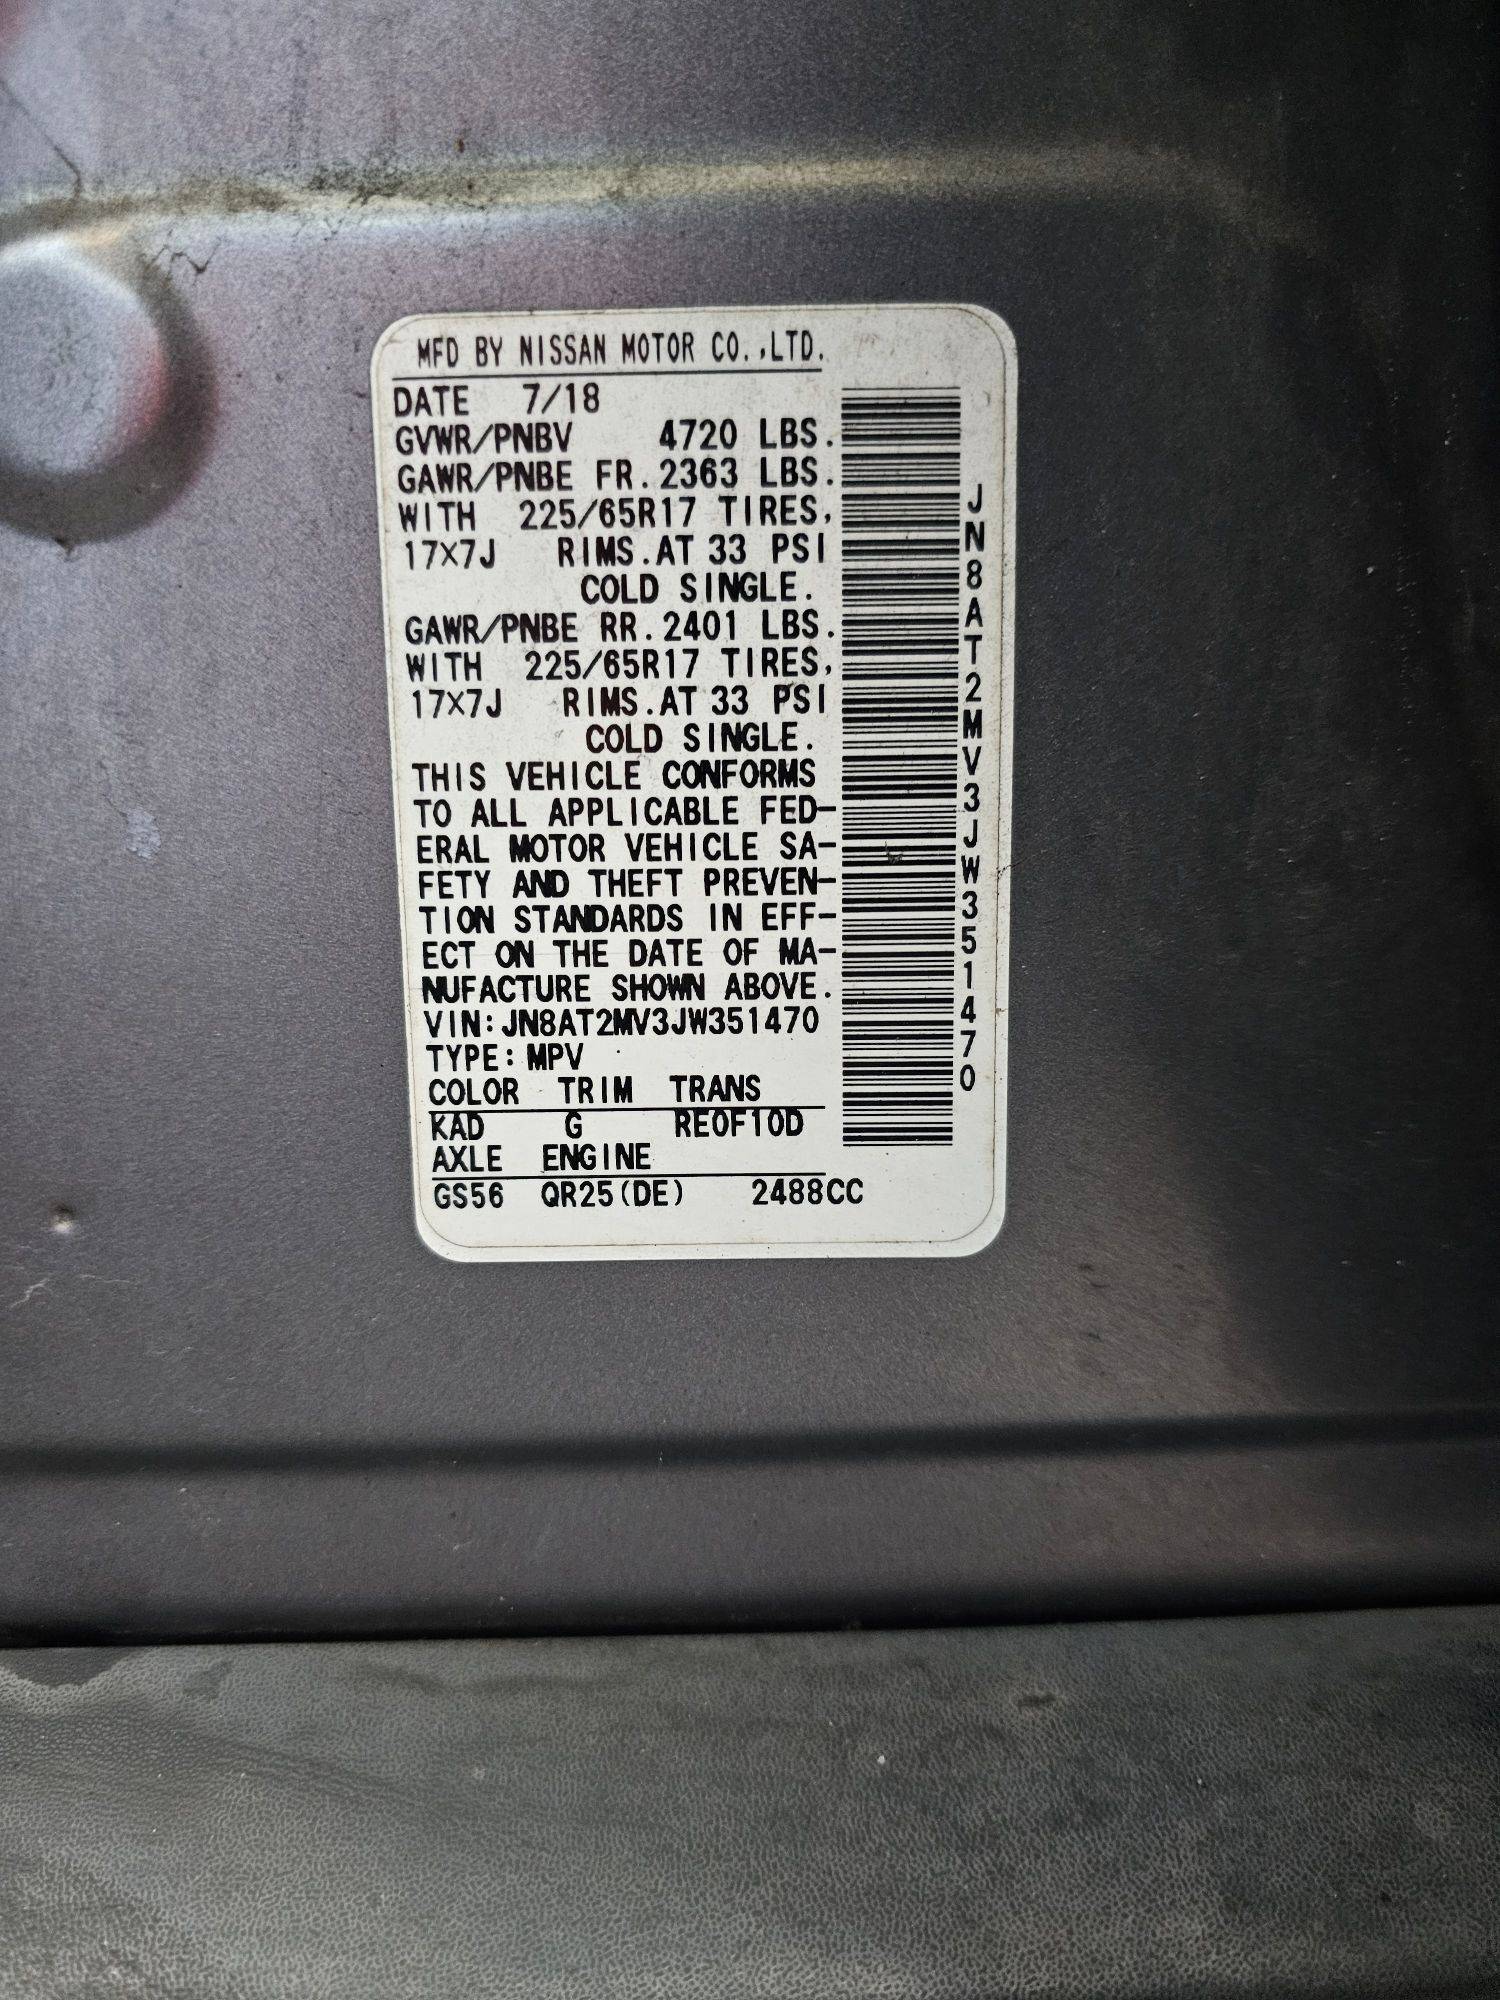 MFD BY NISSAN MOTOR CO.,LTD.
DATE 7/18
GVWR/PNBV 4720 LBS.
GAWR/PNBE FR.2363 LBS.
WITH 225/65R17 TIRES,
17×7J RIMS.AT 33 PSI
COLD SINGLE.
GAWR/PNBE RR.2401 LBS.
WITH 225/65R17 TIRES,
17×7J RIMS.AT 33 PSI
COLD SINGLE.
THIS VEHICLE CONFORMS
TO ALL APPLICABLE FED-
ERAL MOTOR VEHICLE SA-
FETY AND THEFT PREVEN-
TION STANDARDS IN EFF-
ECT ON THE DATE OF MA-
NUFACTURE SHOWN ABOVE.
VIN:JN8AT2MV3JW351470
TYPE:MPV
COLOR TRIM TRANS
KAD G RE0F10D
AXLE ENGINE
GS56 QR25(DE) 2488CC
JN8AT2MV3JW351470